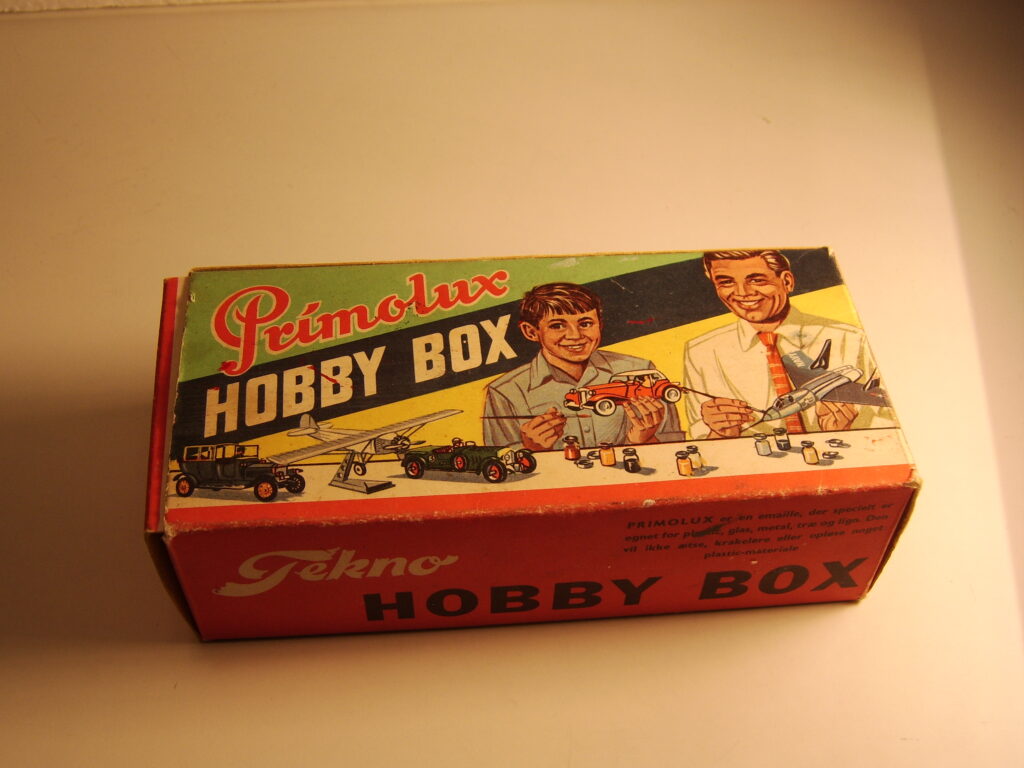 Primolux
HOBBY BOX
Tekno
HOBBY BOX
PRIMOLUX er en emaille, der specielt er
egnet for plastic, glas, metal, træ og lign. Den
vil ikke ætse, krakelere eller opløse noget
plastic-materiale